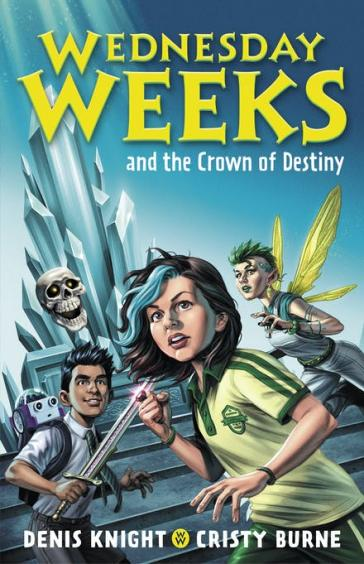 WEDNESDAY
WEEKS
and the Crown of Destiny
DENIS KNIGHT W CRISTY BURNE